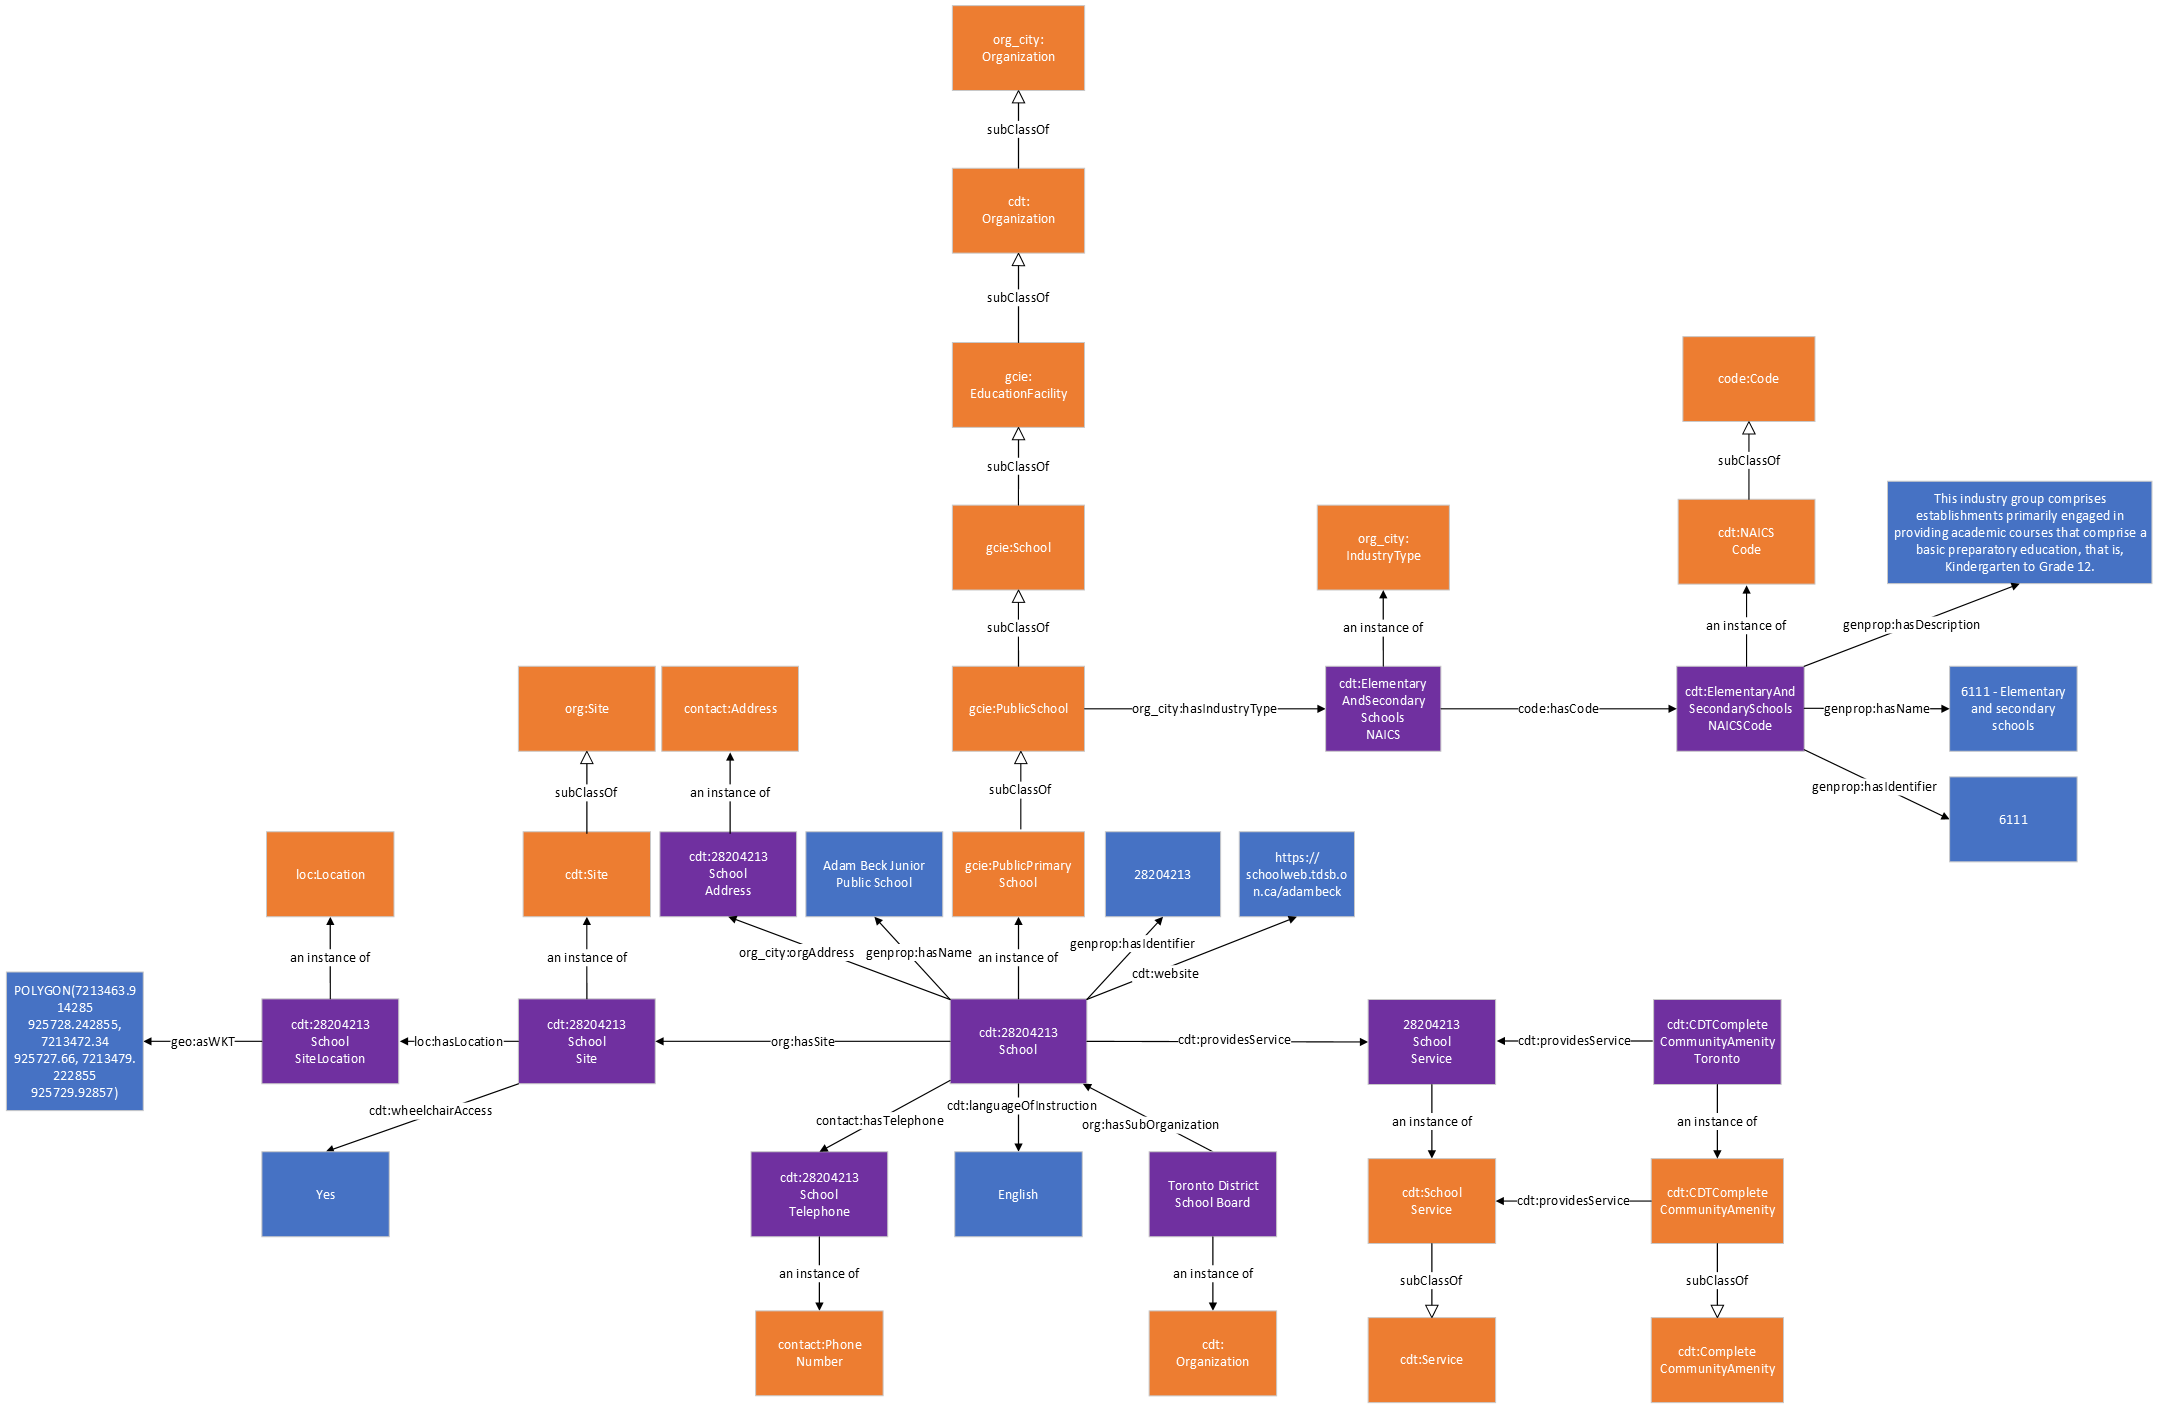 org_city:
Organization
subClassOf
cdt:
Organization
subClassOf
gcie:
EducationFacility
code:Code
subClassOf
subClassOf
This industry group comprises
establishments primarily engaged in
providing academic courses that comprise a
basic preparatory education, that is,
Kindergarten to Grade 12.
gcie:School
org_city:
IndustryType
cdt:NAICS
Code
subClassOf
an instance of
an instance of
genprop:hasDescription
org:Site
contact:Address
gcie:PublicSchool
org_city:hasIndustryType
cdt:Elementary
AndSecondary
Schools
NAICS
code:hasCode
cdt:ElementaryAnd
SecondarySchools
NAICSCode
genprop:hasName
6111 - Elementary
and secondary
schools
subClassOf
an instance of
subClassOf
genprop:hasIdentifier
6111
loc:Location
cdt:Site
cdt:28204213
School
Address
Adam Beck Junior
Public School
gcie:PublicPrimary
School
28204213
https://
schoolweb.tdsb.o
n.ca/adambeck
an instance of
an instance of
org_city:orgAddress
genprop:hasName
an instance of
genprop:hasIdentifier
cdt:website
POLYGON(7213463.9
14285
925728.242855,
7213472.34
925727.66, 7213479.
222855
925729.92857)
geo:asWKT
cdt:28204213
School
SiteLocation
loc:hasLocation
cdt:28204213
School
Site
org:hasSite
cdt:28204213
School
cdt:providesService
28204213
School
Service
cdt:providesService
cdt:CDTComplete
CommunityAmenity
Toronto
cdt:wheelchairAccess
contact:hasTelephone
cdt:languageOfInstruction
org:hasSubOrganization
an instance of
an instance of
Yes
cdt:28204213
School
Telephone
English
Toronto District
School Board
cdt:School
Service
cdt:providesService
cdt:CDTComplete
CommunityAmenity
an instance of
an instance of
subClassOf
subClassOf
contact:Phone
Number
cdt:
Organization
cdt:Service
cdt:Complete
CommunityAmenity